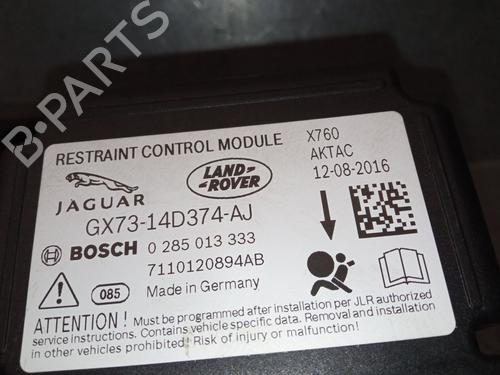 B-PARTS
RESTRAINT CONTROL MODULE
X760
AKTAC
12-08-2016
JAGUAR
LAND-
ROVER
GX73-14D374-AJ
BOSCH 0 285 013 333
7110120894AB
085 Made in Germany
ATTENTION! Must be programmed after installation per JLR authorized
service instructions. Contains vehicle specific data. Removal and installation
in other vehicles prohibited! Risk of injury or malfunction!